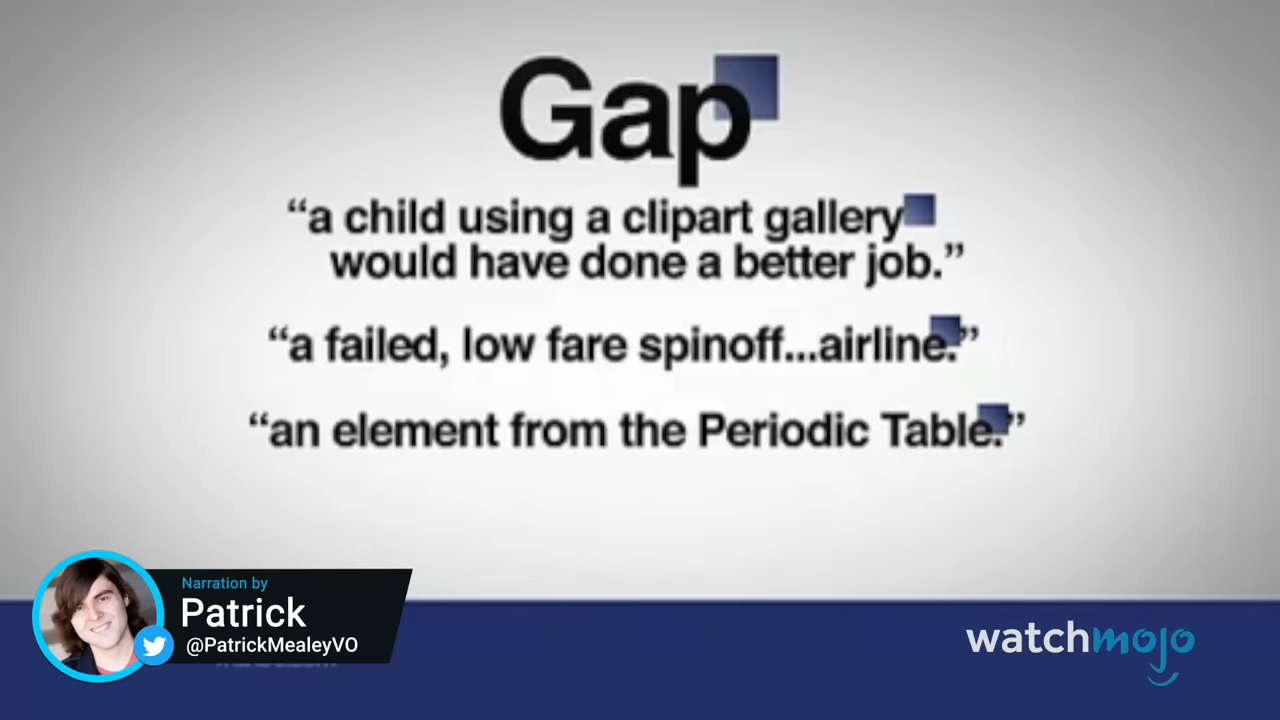 Gap
“a child using a clipart gallery
would have done a better job.”
“a failed, low fare spinoff...airline.”
“an element from the Periodic Table.”
Narration by
Patrick
@PatrickMealeyVO
watchmojo